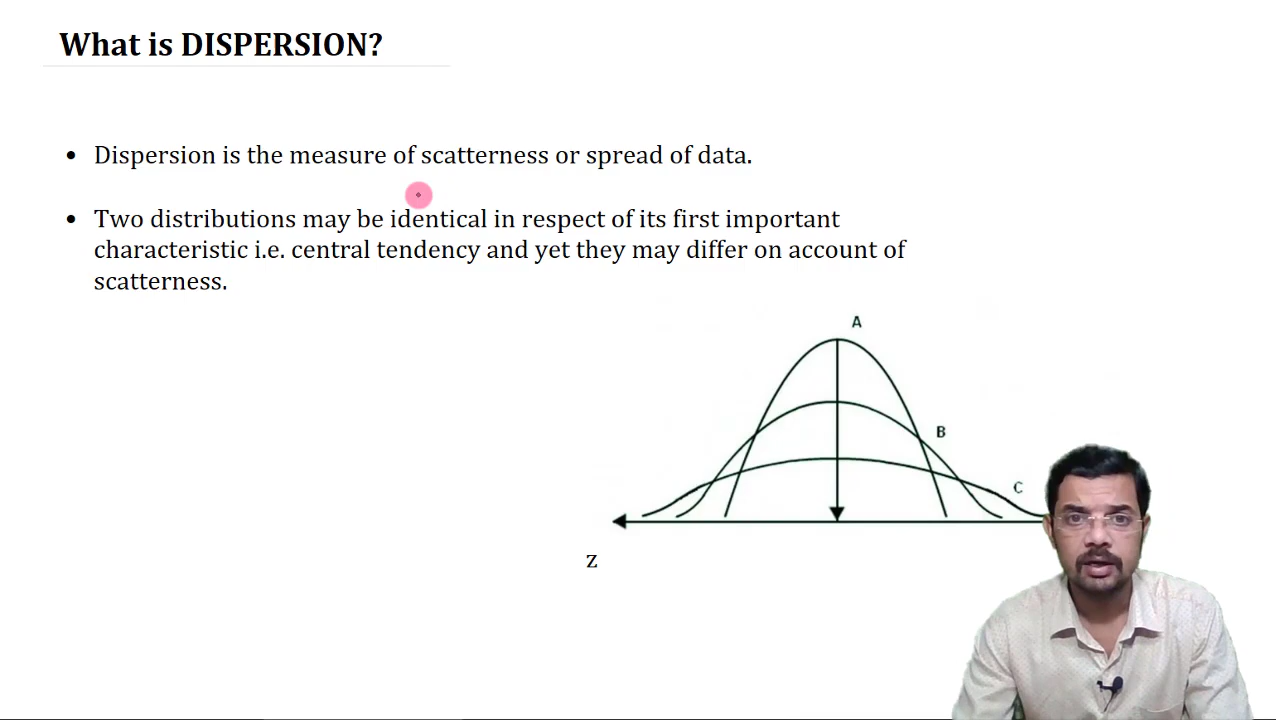 What is DISPERSION?
• Dispersion is the measure of scatterness or spread of data.
• Two distributions may be identical in respect of its first important
characteristic i.e. central tendency and yet they may differ on account of
scatterness.
A
B
C
z